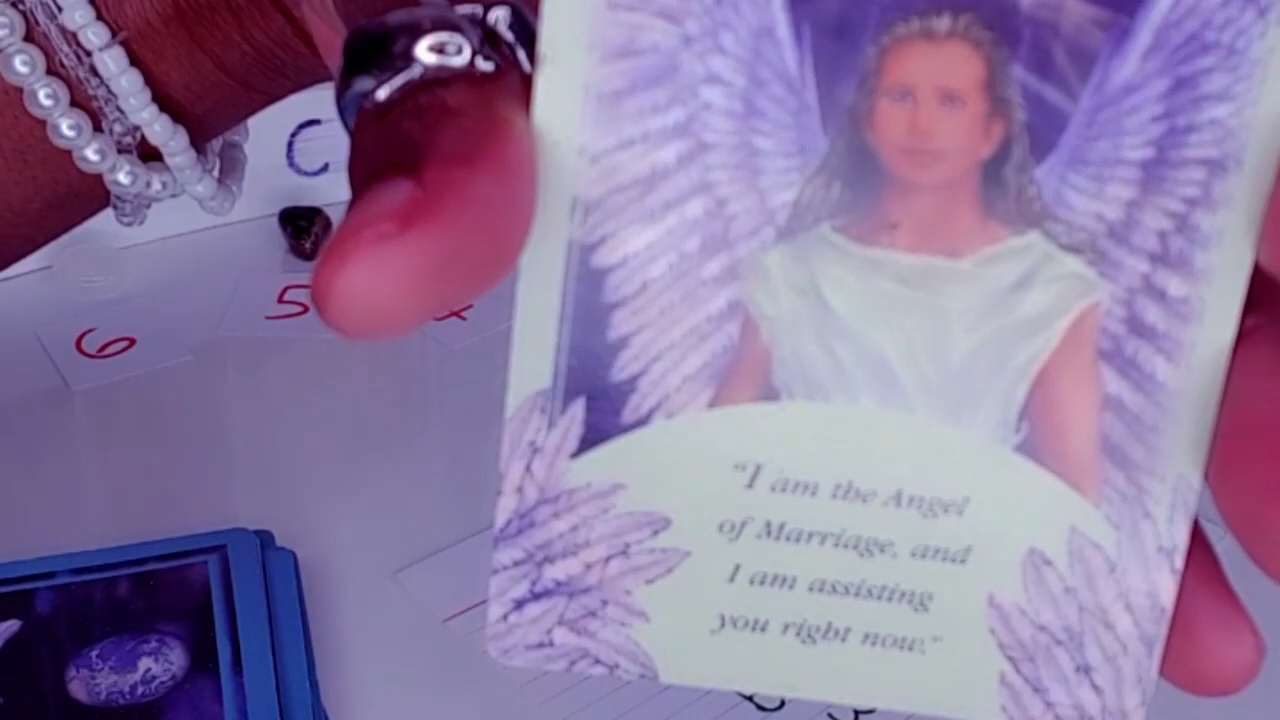 C
6
5
"I am the Angel
of Marriage, and
I am assisting
you right now."